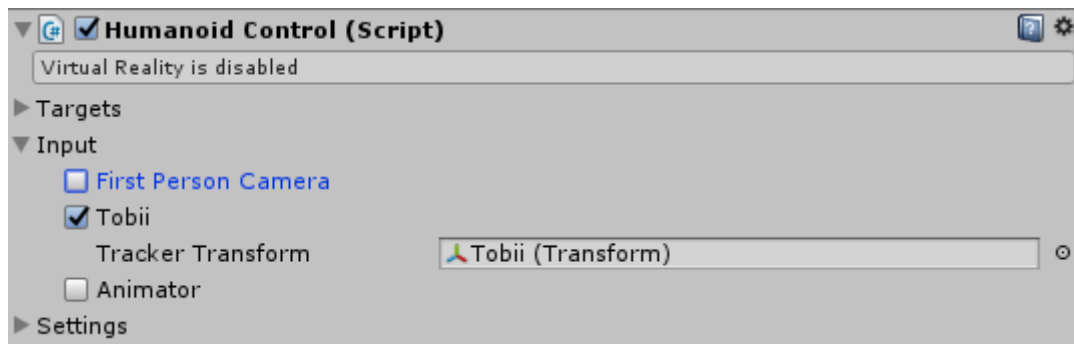 Humanoid Control (Script)
Virtual Reality is disabled
Targets
Input
First Person Camera
Tobii
Tracker Transform Tobii (Transform)
Animator
Settings